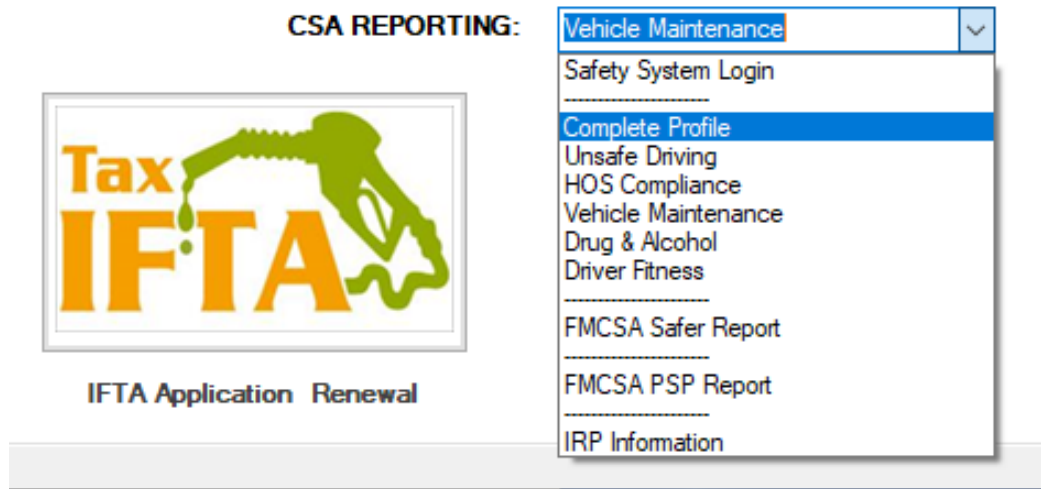 CSA REPORTING:
Vehicle Maintenance
Safety System Login
----------------------
Complete Profile
Unsafe Driving
HOS Compliance
Vehicle Maintenance
Drug & Alcohol
Driver Fitness
----------------------
FMCSA Safer Report
----------------------
FMCSA PSP Report
----------------------
IRP Information
Tax
IFTA
IFTA Application Renewal